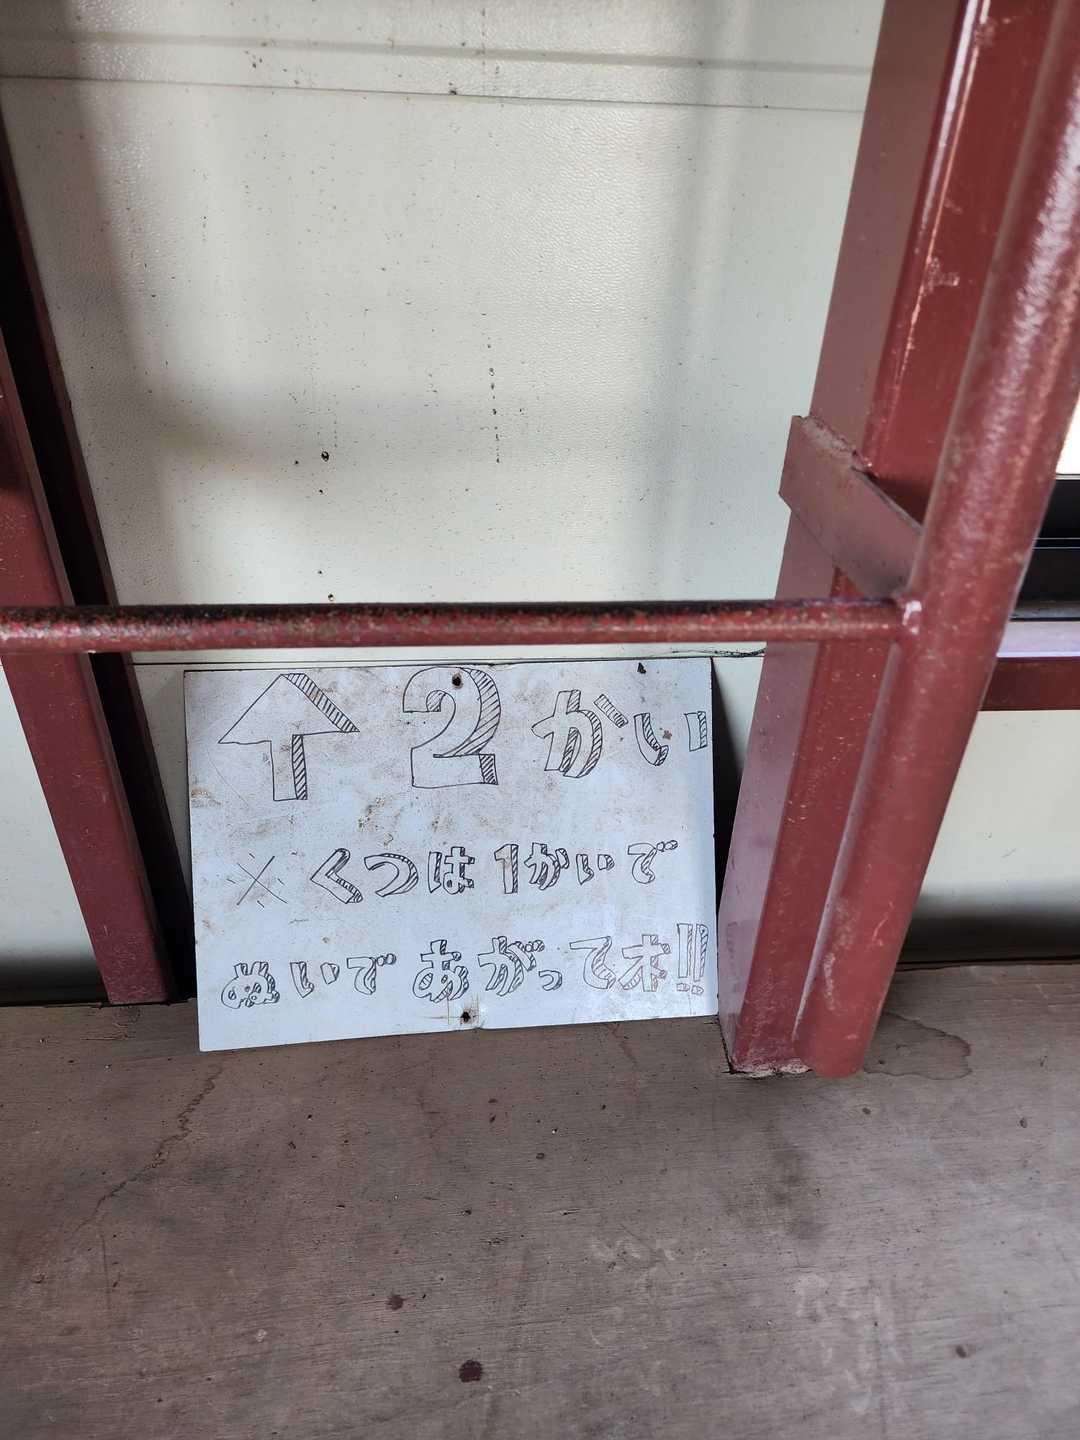 ↑ 2かい
※ くつは1かいで
ぬいで あがってネ!!